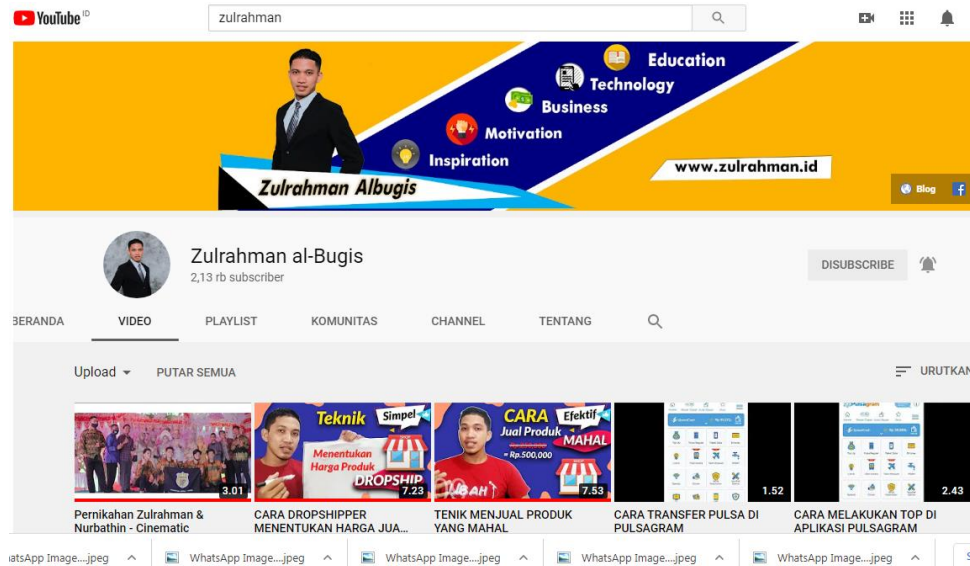 YouTube ID
zulrahman
Education
Technology
Business
Motivation
Inspiration
Zulrahman Albugis
www.zulrahman.id
Blog
Zulrahman al-Bugis
2,13 rb subscriber
DISUBSCRIBE
BERANDA VIDEO PLAYLIST KOMUNITAS CHANNEL TENTANG
Upload PUTAR SEMUA URUTKAN
3.01
Teknik Simpel
Menentukan
Harga Produk
DROPSHIP
7.23
CARA Efektif
Jual Produk MAHAL
= Rp.500,000
7.53
1.52
2.43
Pernikahan Zulrahman &
Nurbathin - Cinematic
CARA DROPSHIPPER
MENENTUKAN HARGA JUA...
TENIK MENJUAL PRODUK
YANG MAHAL
CARA TRANSFER PULSA DI
PULSAGRAM
CARA MELAKUKAN TOP DI
APLIKASI PULSAGRAM
atsApp Image....jpeg WhatsApp Image....jpeg WhatsApp Image....jpeg WhatsApp Image....jpeg WhatsApp Image....jpeg S